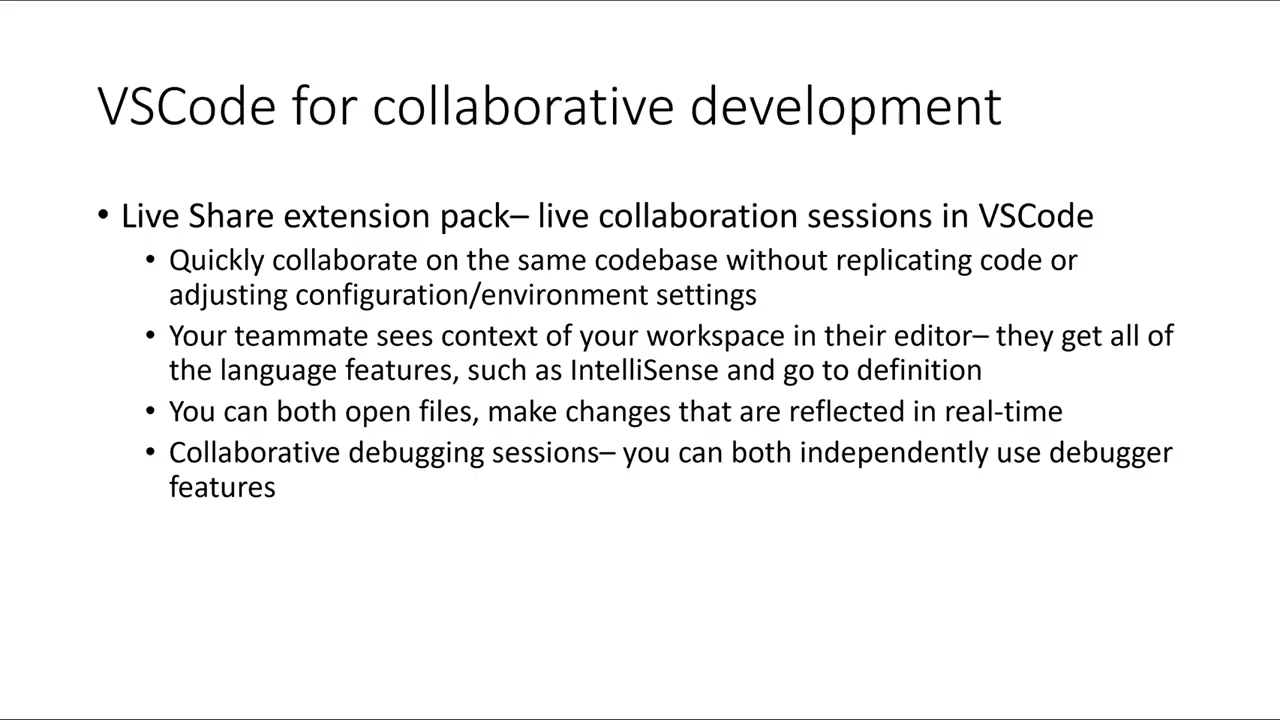 VSCode for collaborative development
• Live Share extension pack– live collaboration sessions in VSCode
• Quickly collaborate on the same codebase without replicating code or
adjusting configuration/environment settings
• Your teammate sees context of your workspace in their editor– they get all of
the language features, such as IntelliSense and go to definition
• You can both open files, make changes that are reflected in real-time
• Collaborative debugging sessions– you can both independently use debugger
features